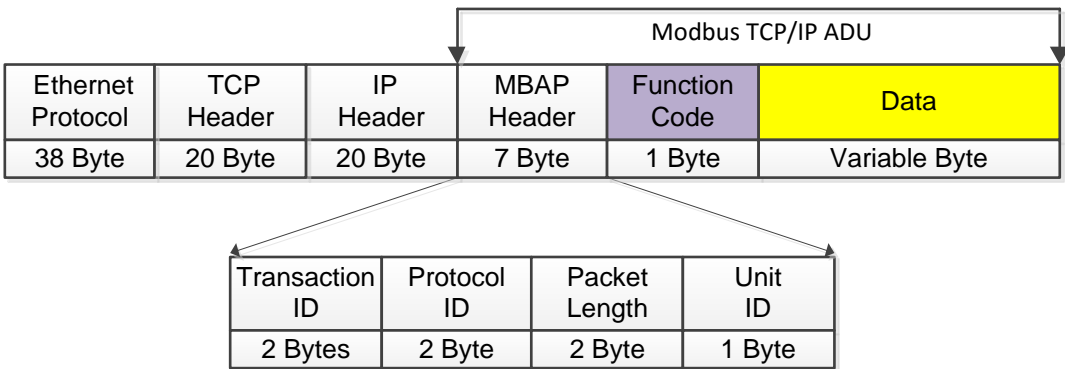 Modbus TCP/IP ADU
Ethernet Protocol
TCP Header
IP Header
MBAP Header
Function Code
Data
38 Byte
20 Byte
20 Byte
7 Byte
1 Byte
Variable Byte
Transaction ID
Protocol ID
Packet Length
Unit ID
2 Bytes
2 Byte
2 Byte
1 Byte